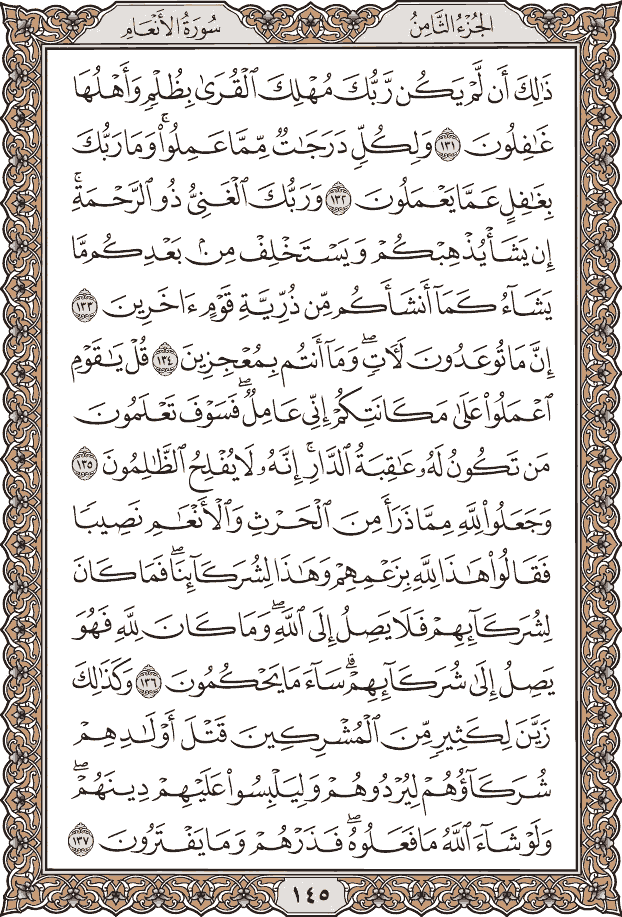 الجُزْءُ الثَّامِنُ
سُورَةُ الأَنْعَامِ
ذَٰلِكَ أَن لَّمْ يَكُن رَّبُّكَ مُهْلِكَ ٱلْقُرَىٰ بِظُلْمٍ وَأَهْلُهَا
غَٰفِلُونَ ١٣١ وَلِكُلٍّ دَرَجَٰتٌ مِّمَّا عَمِلُوا۟ۚ وَمَا رَبُّكَ
بِغَٰفِلٍ عَمَّا يَعْمَلُونَ ١٣٢ وَرَبُّكَ ٱلْغَنِىُّ ذُو ٱلرَّحْمَةِۚ
إِن يَشَأْ يُذْهِبْكُمْ وَيَسْتَخْلِفْ مِنۢ بَعْدِكُم مَّا
يَشَآءُ كَمَآ أَنشَأَكُم مِّن ذُرِّيَّةِ قَوْمٍ ءَاخَرِينَ ١٣٣
إِنَّ مَا تُوعَدُونَ لَـَٔاتٍۖ وَمَآ أَنتُم بِمُعْجِزِينَ ١٣٤ قُلْ يَٰقَوْمِ
ٱعْمَلُوا۟ عَلَىٰ مَكَانَتِكُمْ إِنِّى عَامِلٌۖ فَسَوْفَ تَعْلَمُونَ
مَن تَكُونُ لَهُۥ عَٰقِبَةُ ٱلدَّارِۚ إِنَّهُۥ لَا يُفْلِحُ ٱلظَّٰلِمُونَ ١٣٥
وَجَعَلُوا۟ لِلَّهِ مِمَّا ذَرَأَ مِنَ ٱلْحَرْثِ وَٱلْأَنْعَٰمِ نَصِيبًا
فَقَالُوا۟ هَٰذَا لِلَّهِ بِزَعْمِهِمْ وَهَٰذَا لِشُرَكَآئِنَاۖ فَمَا كَانَ
لِشُرَكَآئِهِمْ فَلَا يَصِلُ إِلَى ٱللَّهِۖ وَمَا كَانَ لِلَّهِ فَهُوَ
يَصِلُ إِلَىٰ شُرَكَآئِهِمْۗ سَآءَ مَا يَحْكُمُونَ ١٣٦ وَكَذَٰلِكَ
زَيَّنَ لِكَثِيرٍ مِّنَ ٱلْمُشْرِكِينَ قَتْلَ أَوْلَٰدِهِمْ
شُرَكَآؤُهُمْ لِيُرْدُوهُمْ وَلِيَلْبِسُوا۟ عَلَيْهِمْ دِينَهُمْۖ
وَلَوْ شَآءَ ٱللَّهُ مَا فَعَلُوهُۖ فَذَرْهُمْ وَمَا يَفْتَرُونَ ١٣٧
١٤٥